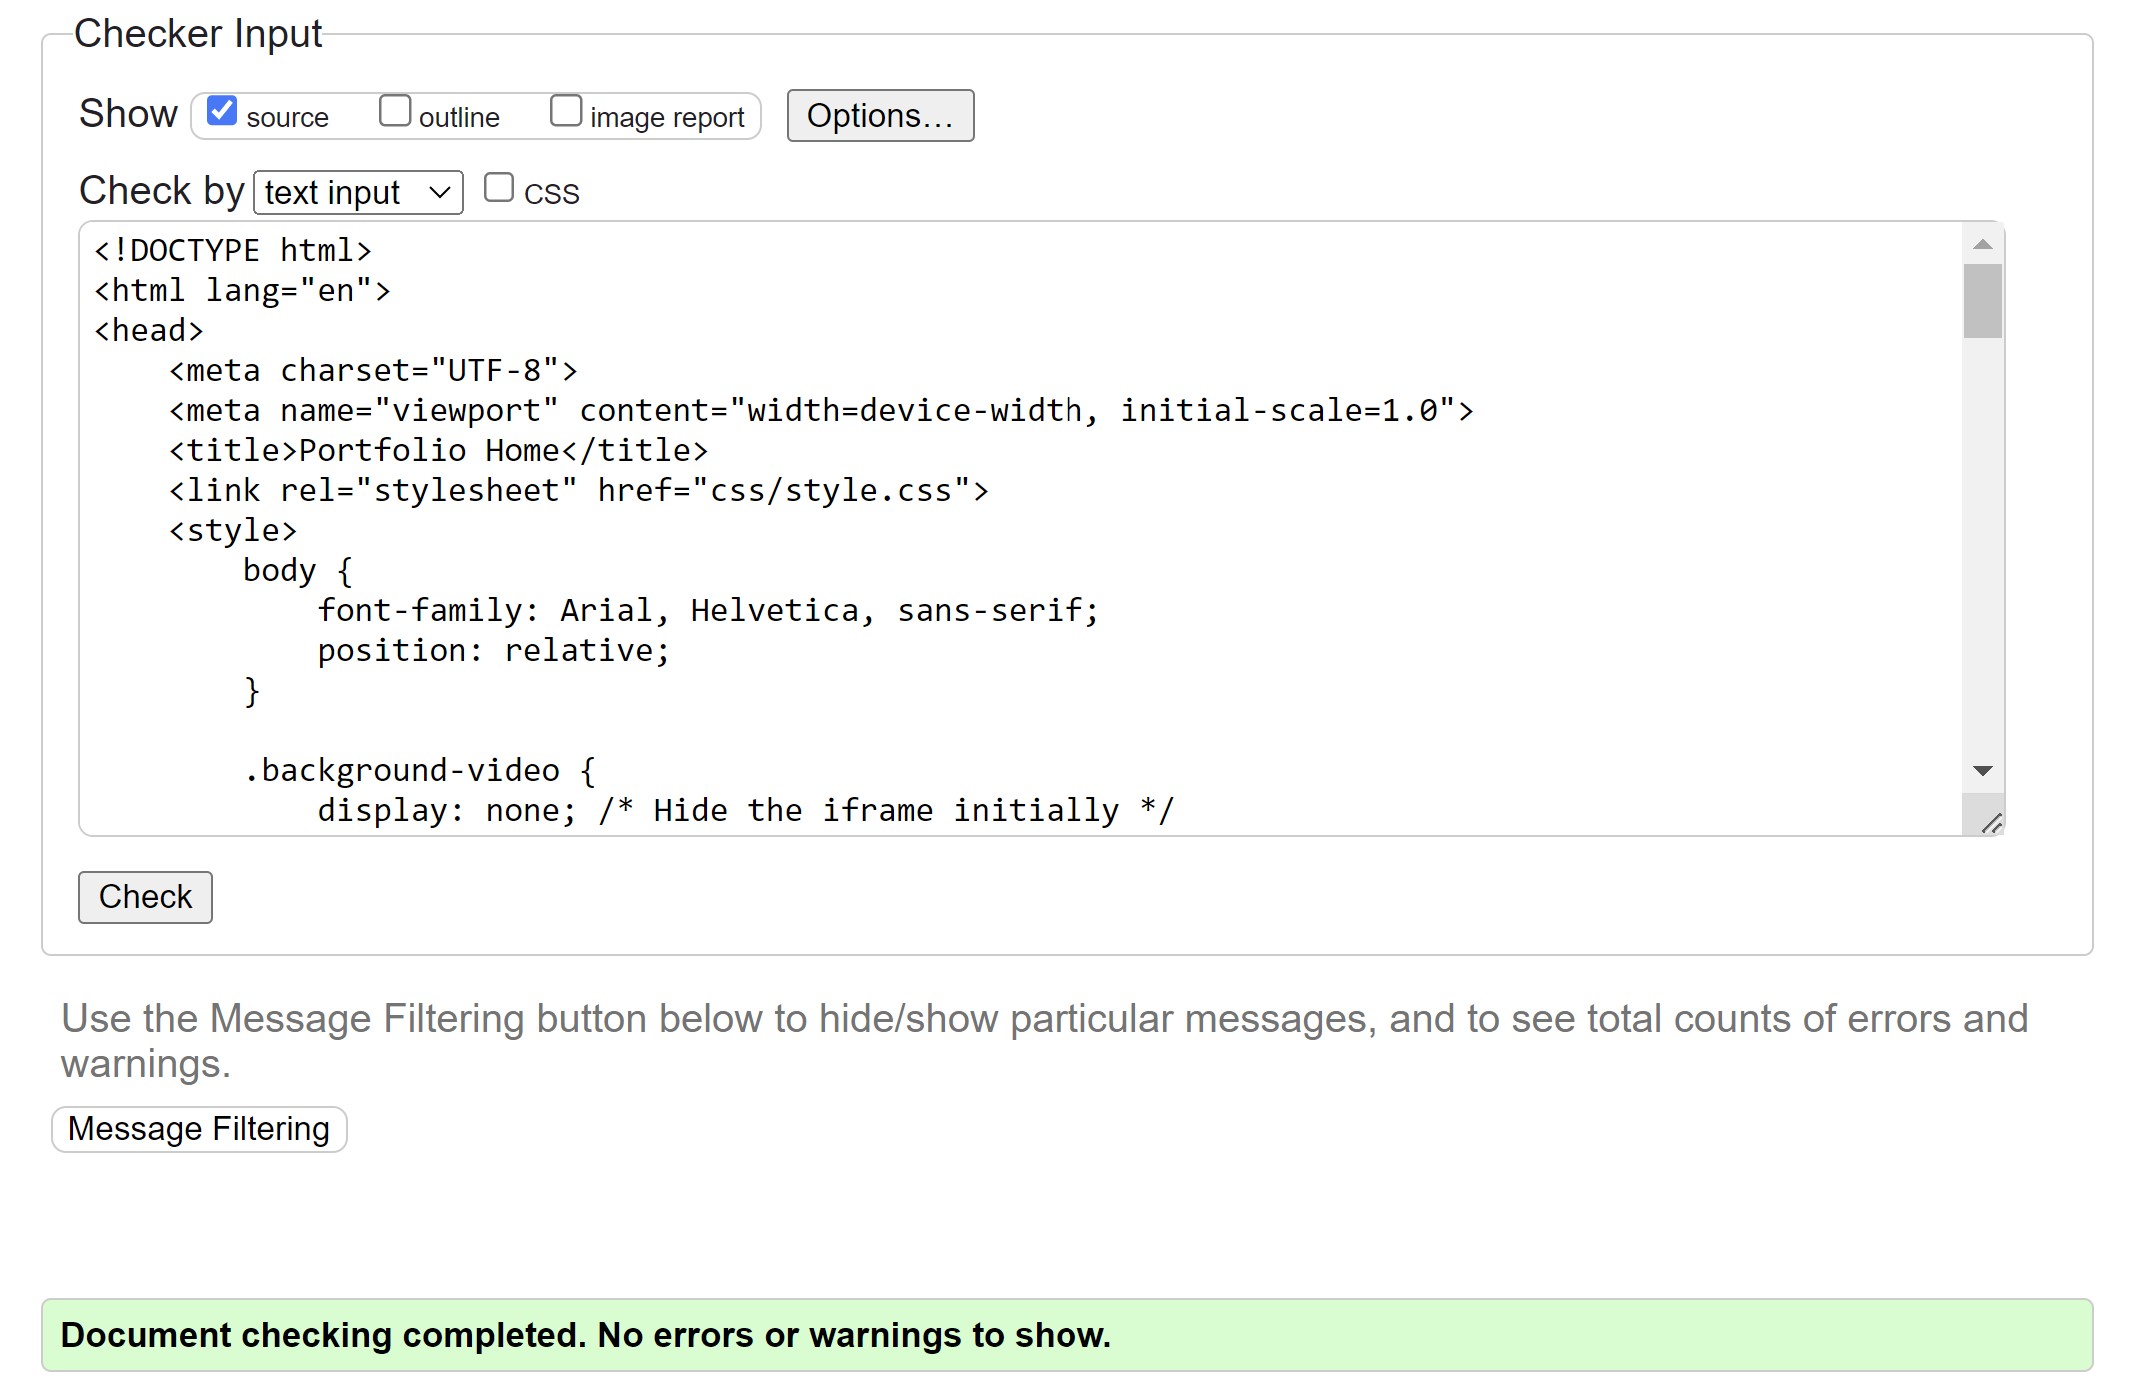 Checker Input
Show source outline image report Options...
Check by text input CSS
<!DOCTYPE html>
<html lang="en">
<head>
    <meta charset="UTF-8">
    <meta name="viewport" content="width=device-width, initial-scale=1.0">
    <title>Portfolio Home</title>
    <link rel="stylesheet" href="css/style.css">
    <style>
        body {
            font-family: Arial, Helvetica, sans-serif;
            position: relative;
        }

        .background-video {
            display: none; /* Hide the iframe initially */
Check
Use the Message Filtering button below to hide/show particular messages, and to see total counts of errors and
warnings.
Message Filtering
Document checking completed. No errors or warnings to show.